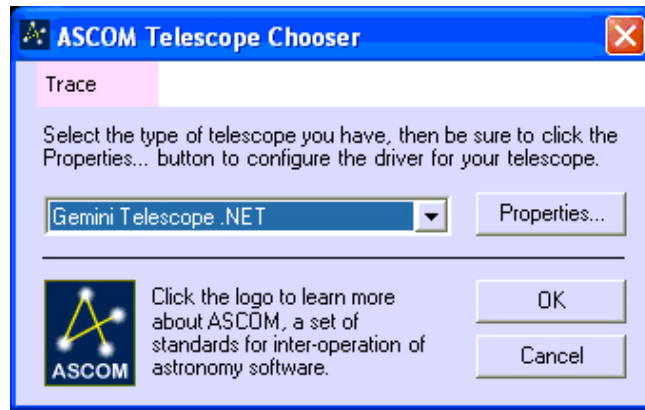 ASCOM Telescope Chooser
Trace
Select the type of telescope you have, then be sure to click the
Properties... button to configure the driver for your telescope.
Gemini Telescope .NET
Properties...
Click the logo to learn more
about ASCOM, a set of
standards for inter-operation of
astronomy software.
ASCOM
OK
Cancel